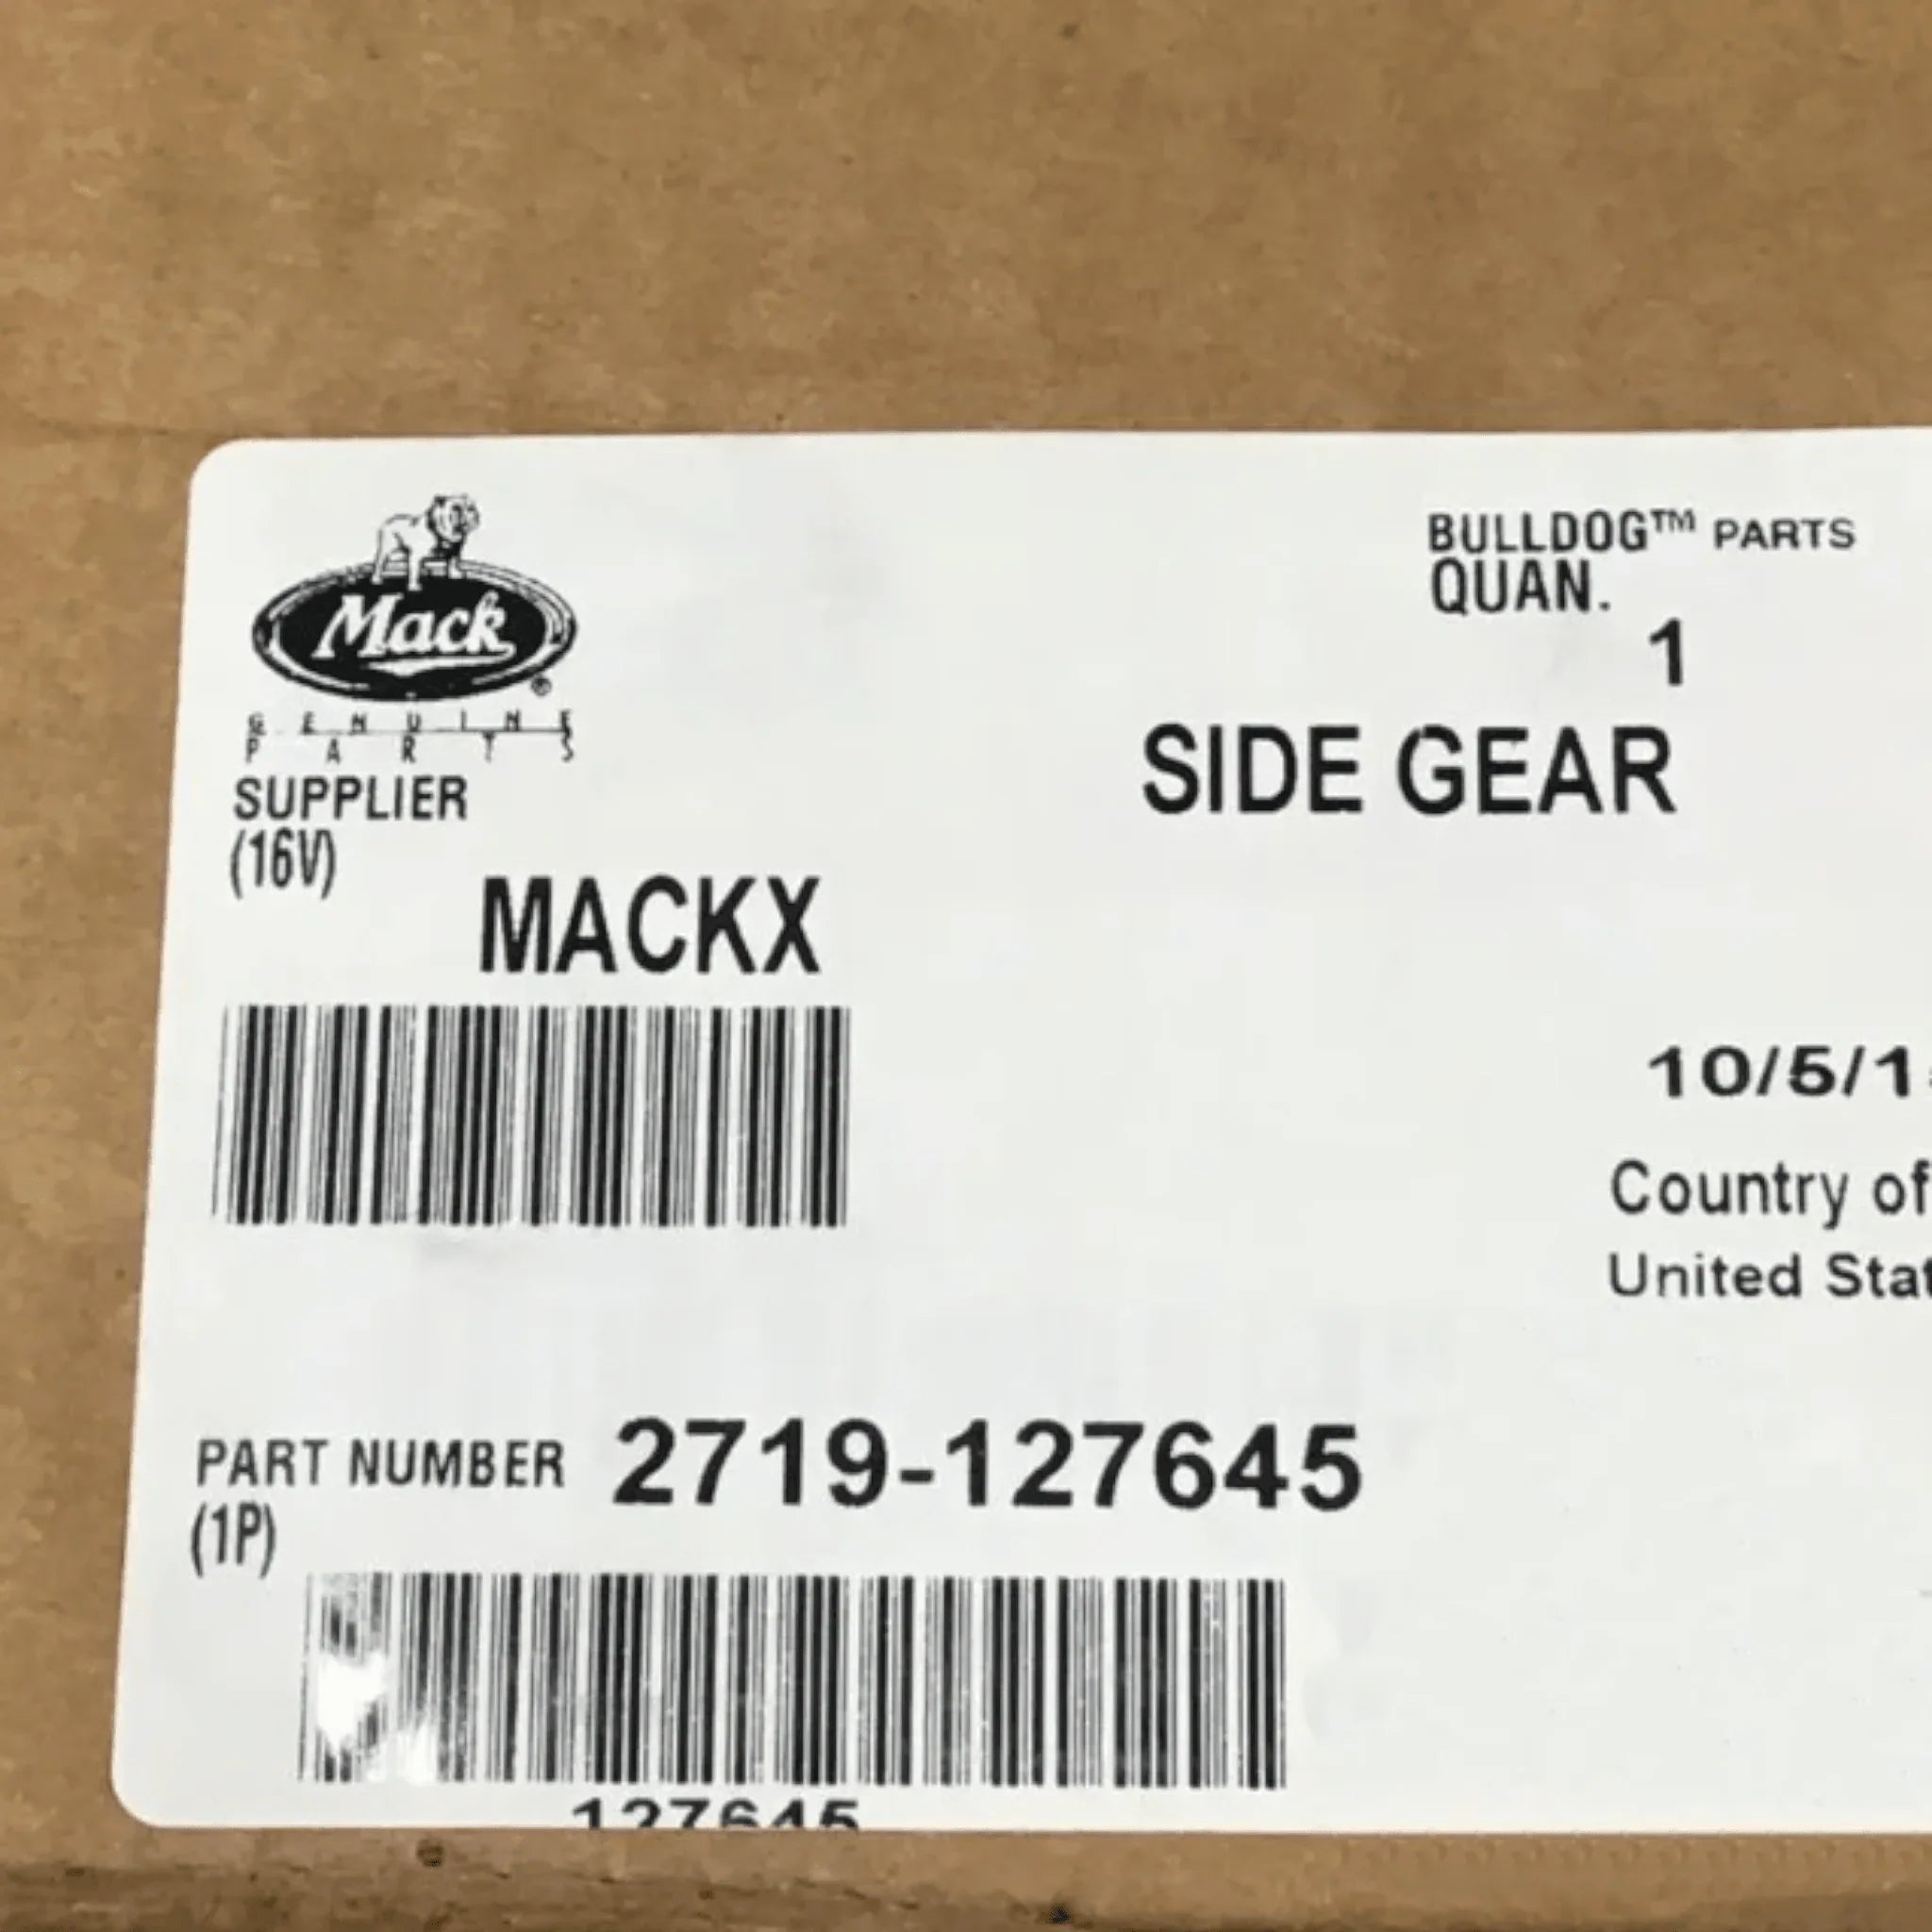 Mack®
GENUINE
PARTS
BULLDOG™ PARTS
QUAN.
1
SIDE GEAR
SUPPLIER
(16V)
MACKX
10/5/1
Country of
United Stat
PART NUMBER 2719-127645
(1P)
127645